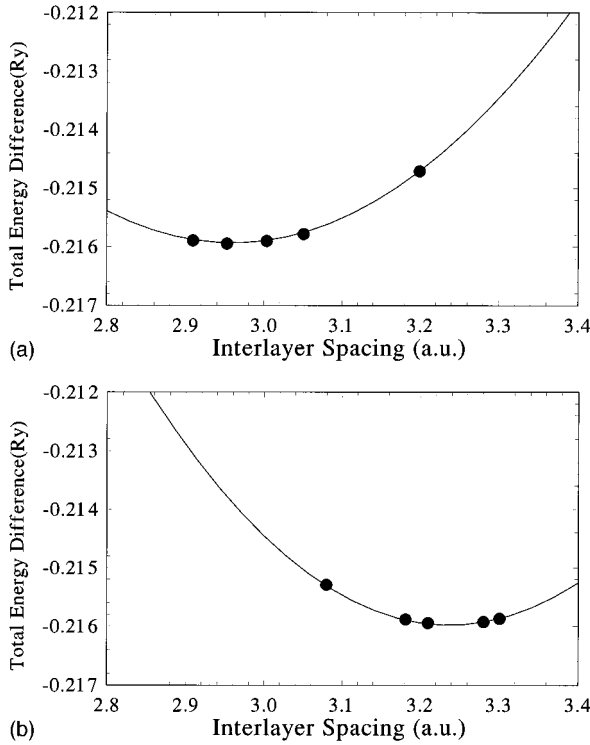 -0.212
-0.213
-0.214
-0.215
-0.216
-0.217
Total Energy Difference(Ry)
2.8 2.9 3.0 3.1 3.2 3.3 3.4
(a) Interlayer Spacing (a.u.)
-0.212
-0.213
-0.214
-0.215
-0.216
-0.217
Total Energy Difference(Ry)
2.8 2.9 3.0 3.1 3.2 3.3 3.4
(b) Interlayer Spacing (a.u.)